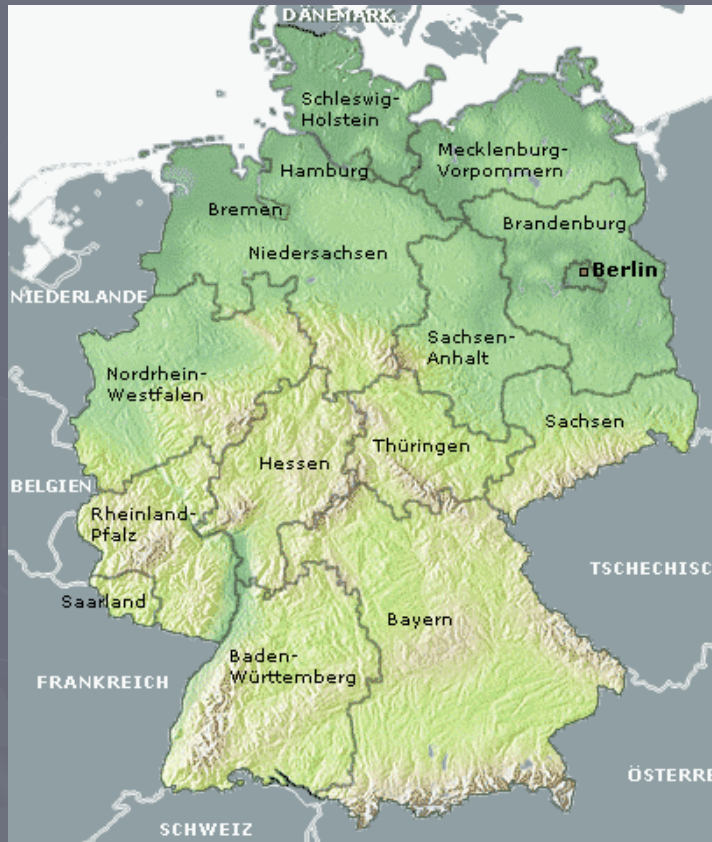 DÄNEMARK
Schleswig-
Holstein
Mecklenburg-
Vorpommern
Hamburg
Bremen
Brandenburg
Niedersachsen
Berlin
NIEDERLANDE
Sachsen-
Anhalt
Nordrhein-
Westfalen
Sachsen
Thüringen
Hessen
BELGIEN
Rheinland-
Pfalz
TSCHECHISC
Saarland
Bayern
Baden-
Württemberg
FRANKREICH
ÖSTERRE
SCHWEIZ